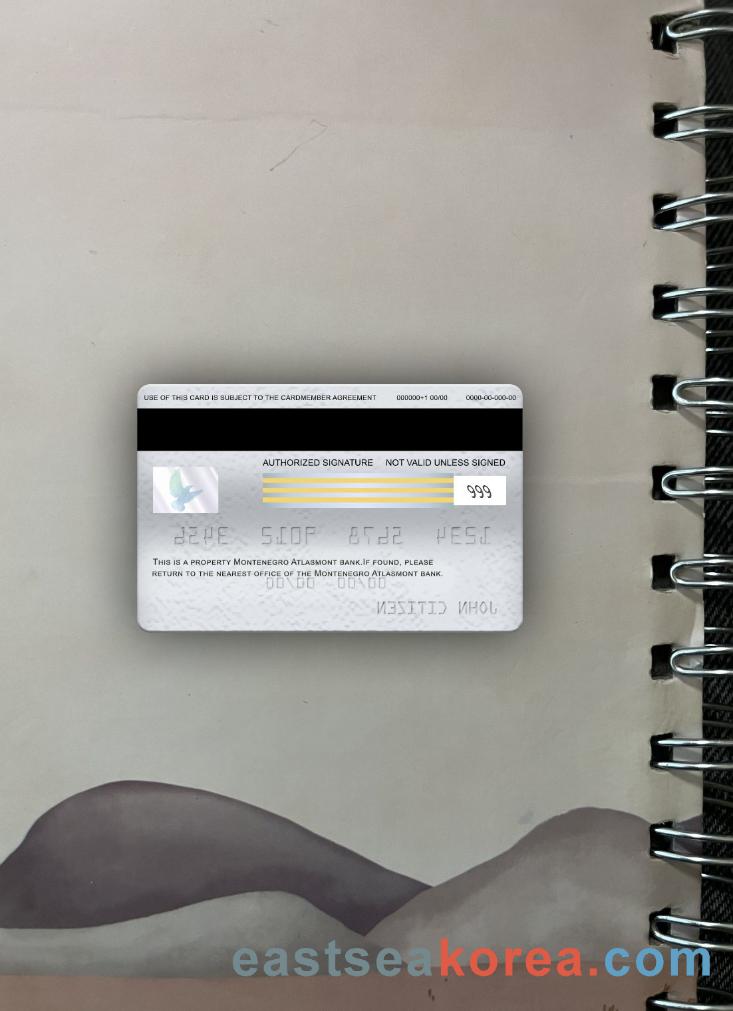 USE OF THIS CARD IS SUBJECT TO THE CARDMEMBER AGREEMENT 000000+1 00/00 0000-00-000-00
AUTHORIZED SIGNATURE NOT VALID UNLESS SIGNED
999
1234 5678 9012 3456
THIS IS A PROPERTY MONTENEGRO ATLASMONT BANK.IF FOUND, PLEASE
RETURN TO THE NEAREST OFFICE OF THE MONTENEGRO ATLASMONT BANK.
00/00 00/00
JOHN CITIZEN
eastseakorea.com